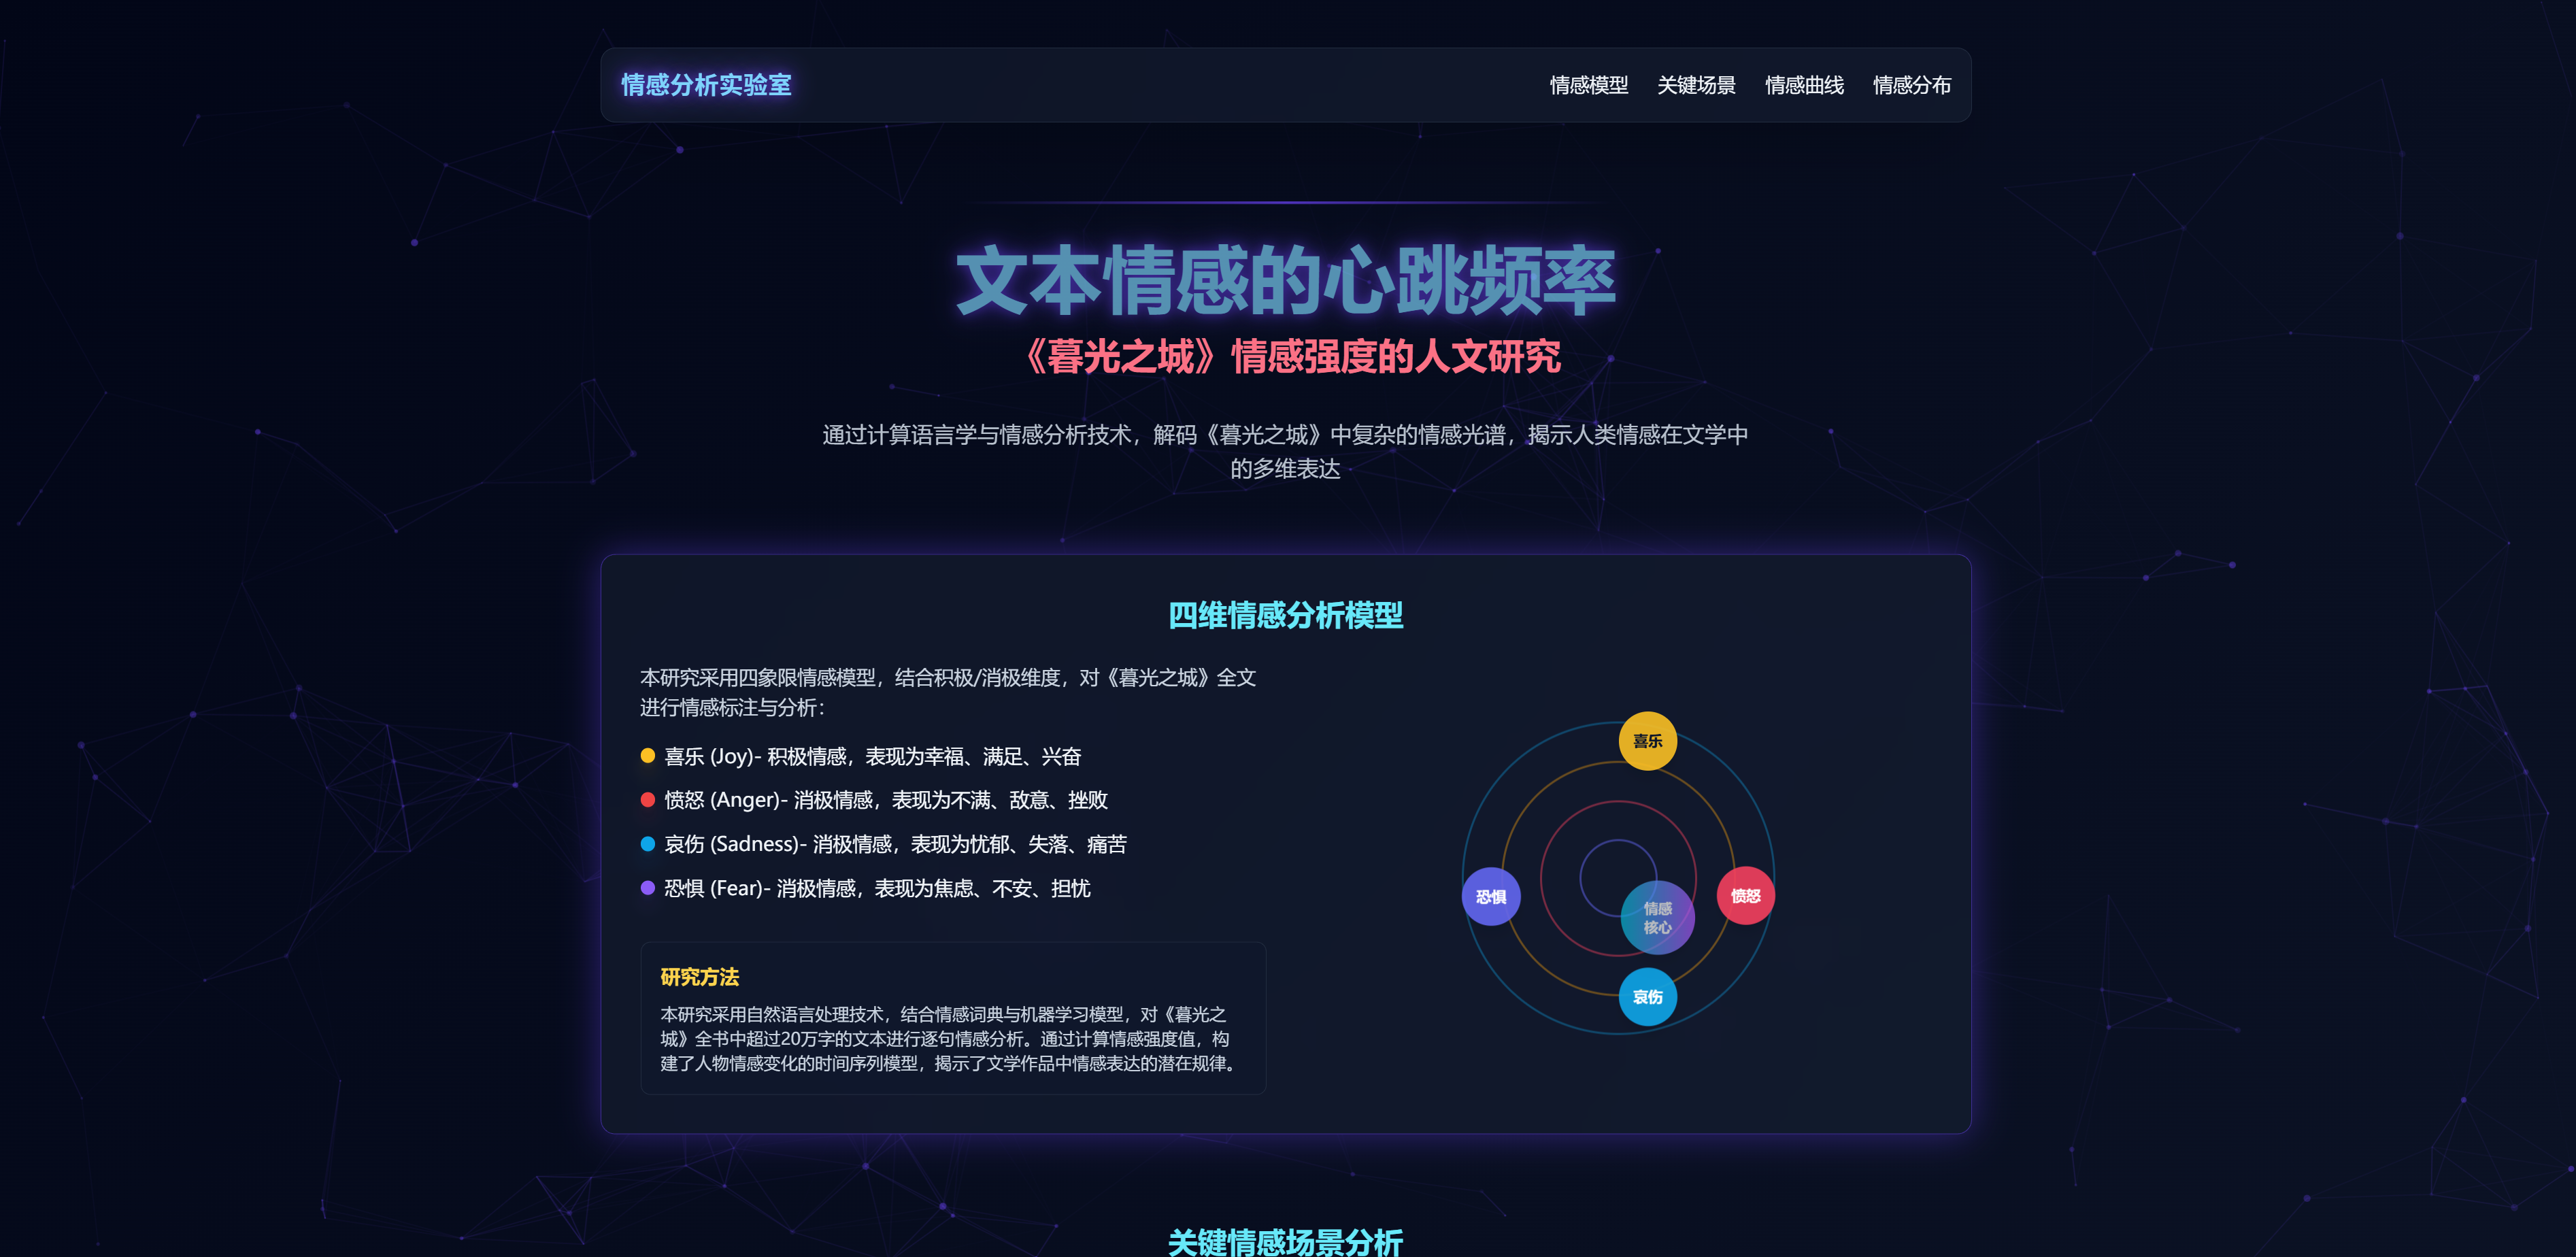 情感分析实验室
情感模型 关键场景 情感曲线 情感分布
文本情感的心跳频率
《暮光之城》情感强度的人文研究
通过计算语言学与情感分析技术，解码《暮光之城》中复杂的情感光谱，揭示人类情感在文学中
的多维表达
四维情感分析模型
本研究采用四象限情感模型，结合积极/消极维度，对《暮光之城》全文
进行情感标注与分析：
喜乐 (Joy)- 积极情感，表现为幸福、满足、兴奋
愤怒 (Anger)- 消极情感，表现为不满、敌意、挫败
哀伤 (Sadness)- 消极情感，表现为忧郁、失落、痛苦
恐惧 (Fear)- 消极情感，表现为焦虑、不安、担忧
研究方法
本研究采用自然语言处理技术，结合情感词典与机器学习模型，对《暮光之
城》全书中超过20万字的文本进行逐句情感分析。通过计算情感强度值，构
建了人物情感变化的时间序列模型，揭示了文学作品中情感表达的潜在规律。
喜乐
恐惧
愤怒
情感
核心
哀伤
关键情感场景分析